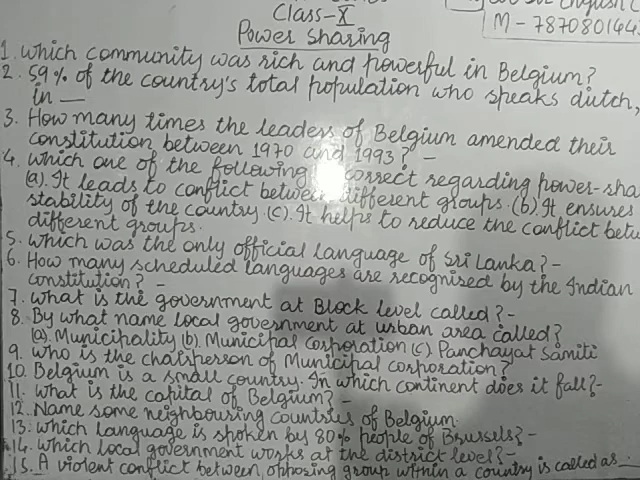 English
Class-X
M-787080144
Power Sharing
1. Which community was rich and powerful in Belgium?
2. 59% of the country's total population who speaks dutch,
in —
3. How many times the leaders of Belgium amended their
constitution between 1970 and 1993? -
4. Which one of the following correct regarding power-sha
(a). It leads to conflict between different groups. (b) It ensures
stability of the country. (c). It helps to reduce the conflict betw
different groups.
5. Which was the only official language of Sri Lanka? -
6. How many scheduled languages are recognised by the Indian
constitution? -
7. What is the government at Block level called? -
8. By what name local government at urban area called?
(a). Municipality (b). Municipal Corporation (c). Panchayat Samiti
9. Who is the chairperson of Municipal corporation?
10. Belgium is a small country. In which continent does it fall? -
11. What is the capital of Belgium? -
12. Name some neighbouring countries of Belgium.
13. Which language is spoken by 80% people of Brussels? -
14. Which local government works at the district level? -
15. A violent conflict between opposing group within a country is called as —